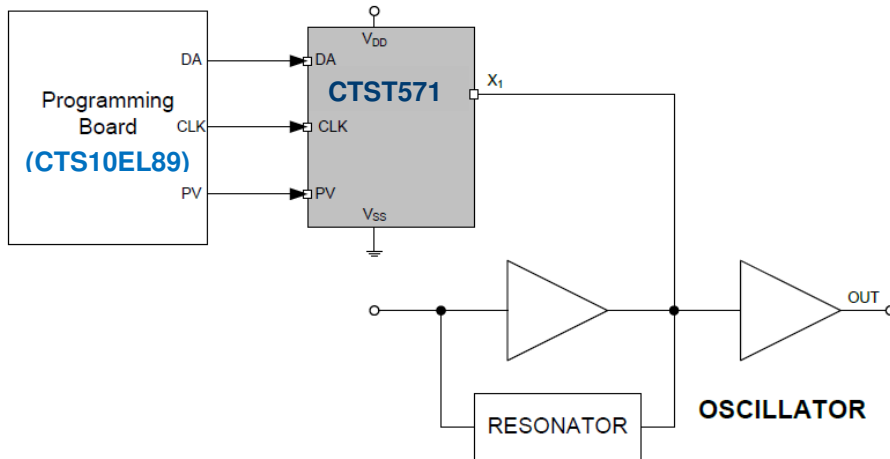 Programming
Board
(CTS10EL89)
DA
CLK
PV
VDD
DA
CTST571
CLK
PV
VSS
X1
OUT
RESONATOR
OSCILLATOR